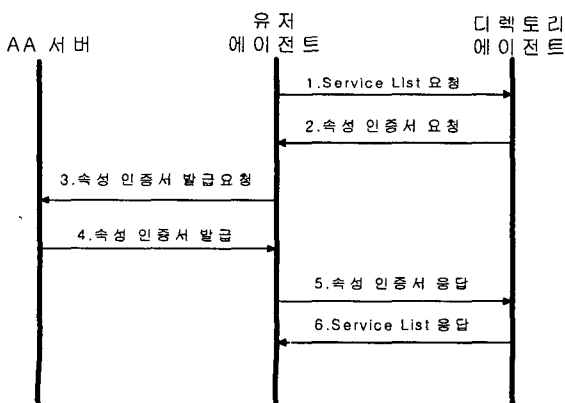 AA 서버
유저
에이전트
디렉토리
에이전트
1.Service List 요청
2.속성 인증서 요청
3.속성 인증서 발급요청
4.속성 인증서 발급
5.속성 인증서 응답
6.Service List 응답